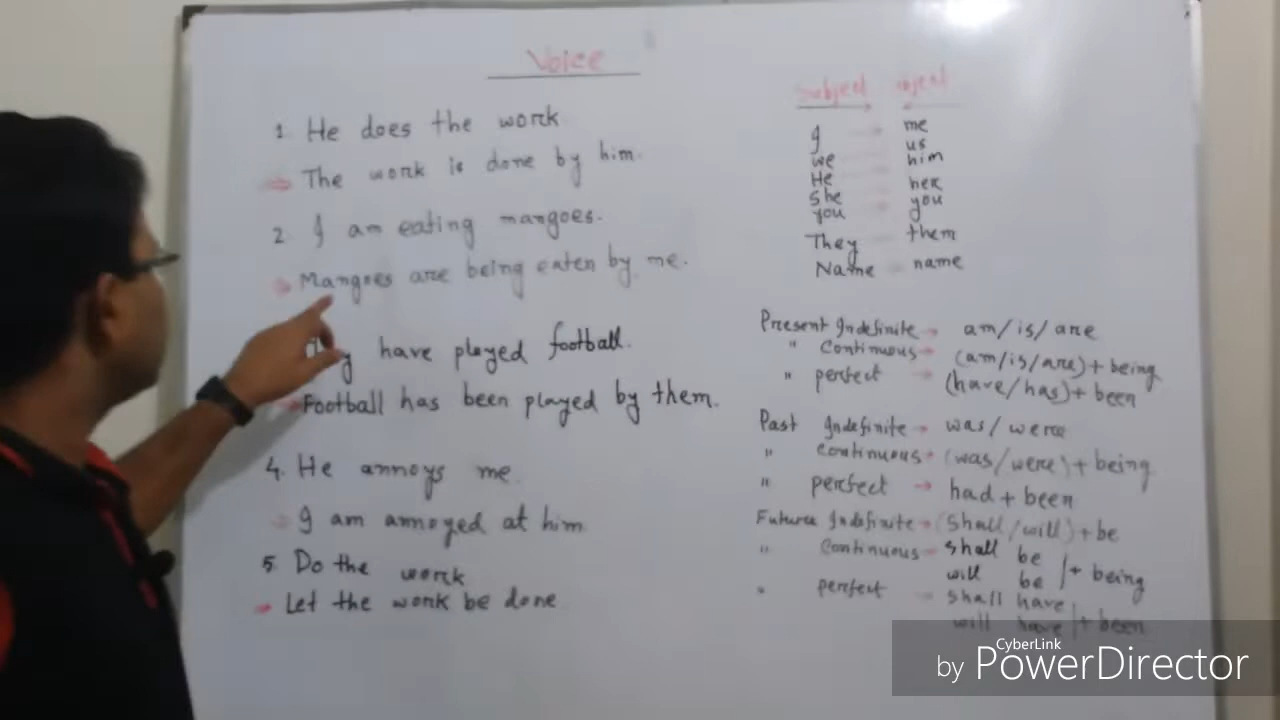 Voice
1. He does the work
The work is done by him.
2. I am eating mangoes.
Mangoes are being eaten by me.
have played football.
Football has been played by them.
4. He annoys me.
I am annoyed at him
5. Do the work
Let the work be done
Subject object
I me
we us
He him
She her
you you
They them
Name name
Present Indefinite am/is/are
" Continuous (am/is/are) + being
" perfect (have/has) + been
Past Indefinite was/were
" continuous (was/were) + being
" perfect had + been
Future Indefinite (shall/will) + be
" Continuous shall be
will be + being
" perfect shall have
will have + been
CyberLink
by PowerDirector